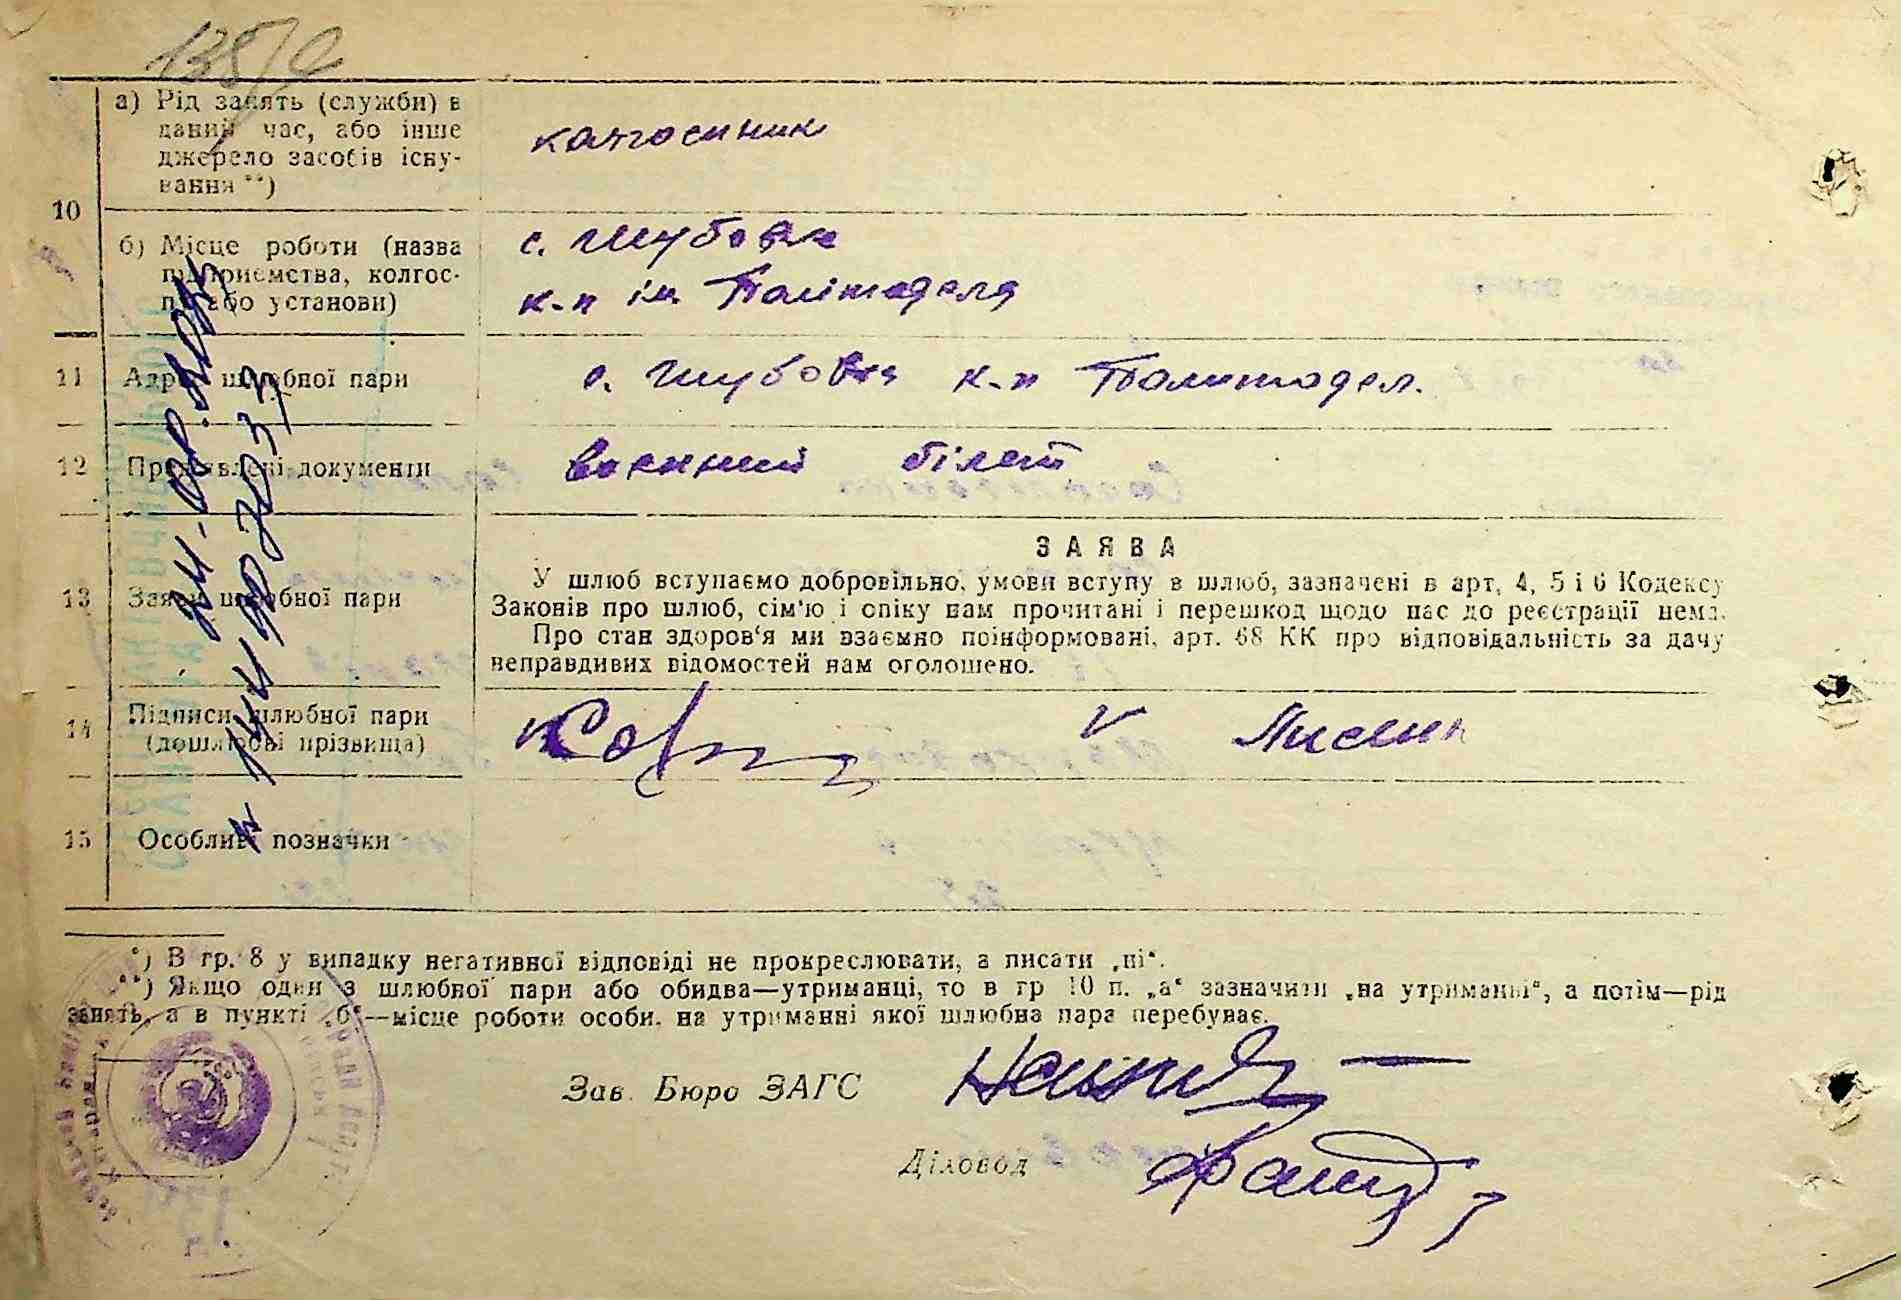 135/9
10
а) Рід занять (служби) в
даний час, або інше
джерело засобів існу-
вання **)
колгосник
б) Місце роботи (назва
підприємства, колгос-
пу або установи)
с. Шубовка
к-п ім Політодела
11
Адреса шлюбної пари
с. Шубовка к-п Политодел.
12
Пред'явлені документи
воєнний білет
13
Заява шлюбної пари
ЗАЯВА
У шлюб вступаємо добровільно, умови вступу в шлюб, зазначені в арт. 4, 5 і 6 Кодексу
Законів про шлюб, сім'ю і опіку нам прочитані і перешкод щодо нас до реєстрації нема.
Про стан здоров'я ми взаємно поінформовані, арт. 68 КК про відповідальність за дачу
неправдивих відомостей нам оголошено.
14
Підписи шлюбної пари
(дошлюбні прізвища)
15
Особливі позначки
*) В гр. 8 у випадку негативної відповіді не прокреслювати, а писати „ні“.
**) Якщо один з шлюбної пари або обидва—утриманці, то в гр 10 п. „а“ зазначити „на утриманні“, а потім—рід
занять, а в пункті „б“—місце роботи особи, на утриманні якої шлюбна пара перебуває.
Зав. Бюро ЗАГС
Діловод